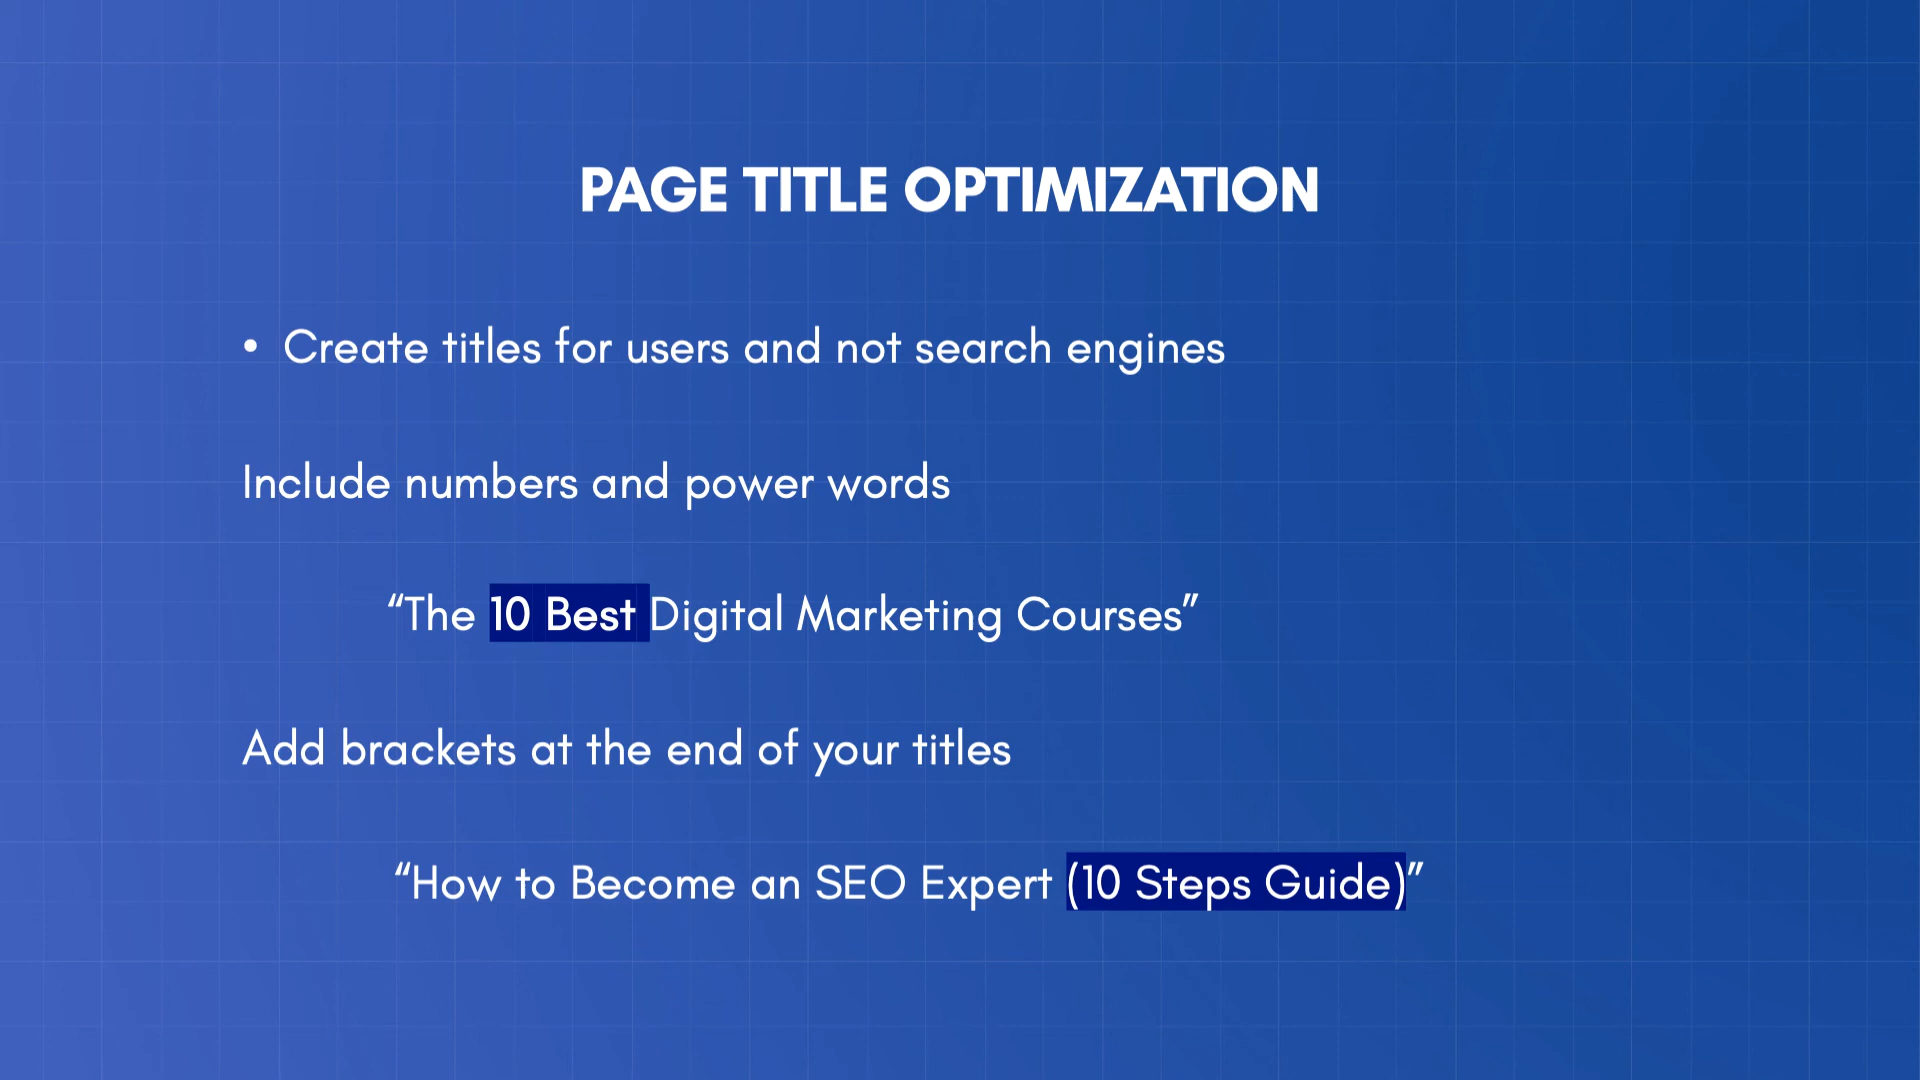 PAGE TITLE OPTIMIZATION
• Create titles for users and not search engines
Include numbers and power words
“The 10 Best Digital Marketing Courses”
Add brackets at the end of your titles
“How to Become an SEO Expert (10 Steps Guide)”